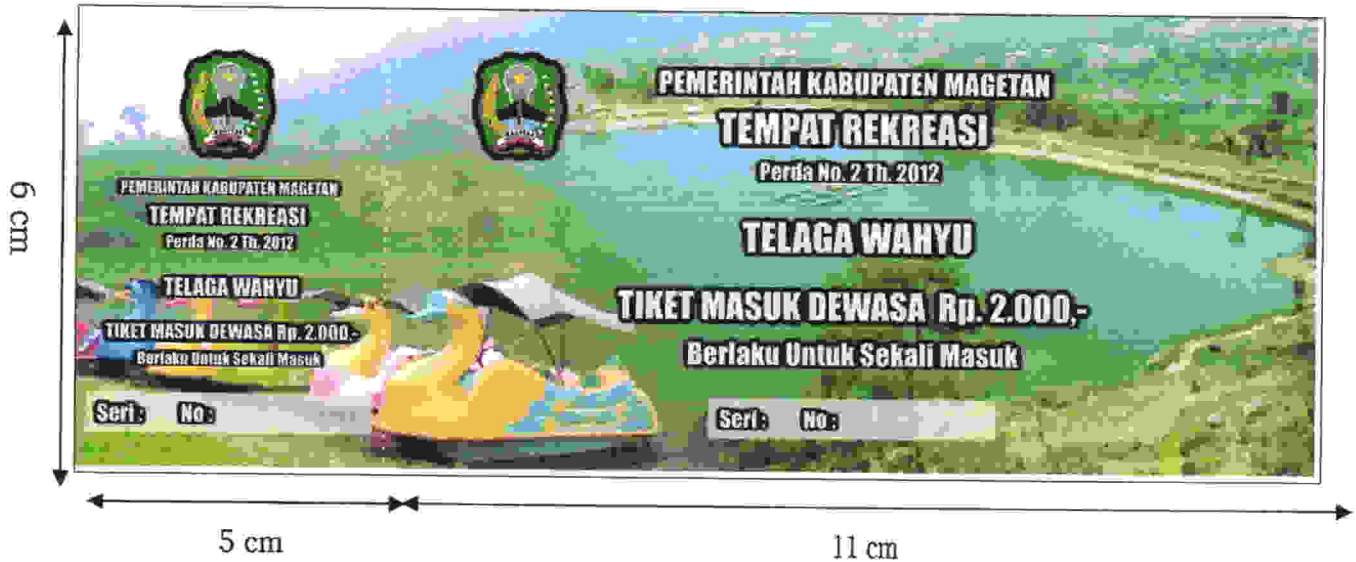 PEMERINTAH KABUPATEN MAGETAN
TEMPAT REKREASI
Perda No. 2 Th. 2012
TELAGA WAHYU
TIKET MASUK DEWASA Rp. 2.000,-
Berlaku Untuk Sekali Masuk
Seri : No :
PEMERINTAH KABUPATEN MAGETAN
TEMPAT REKREASI
Perda No. 2 Th. 2012
TELAGA WAHYU
TIKET MASUK DEWASA Rp. 2.000,-
Berlaku Untuk Sekali Masuk
Seri : No :
6 cm
5 cm
11 cm